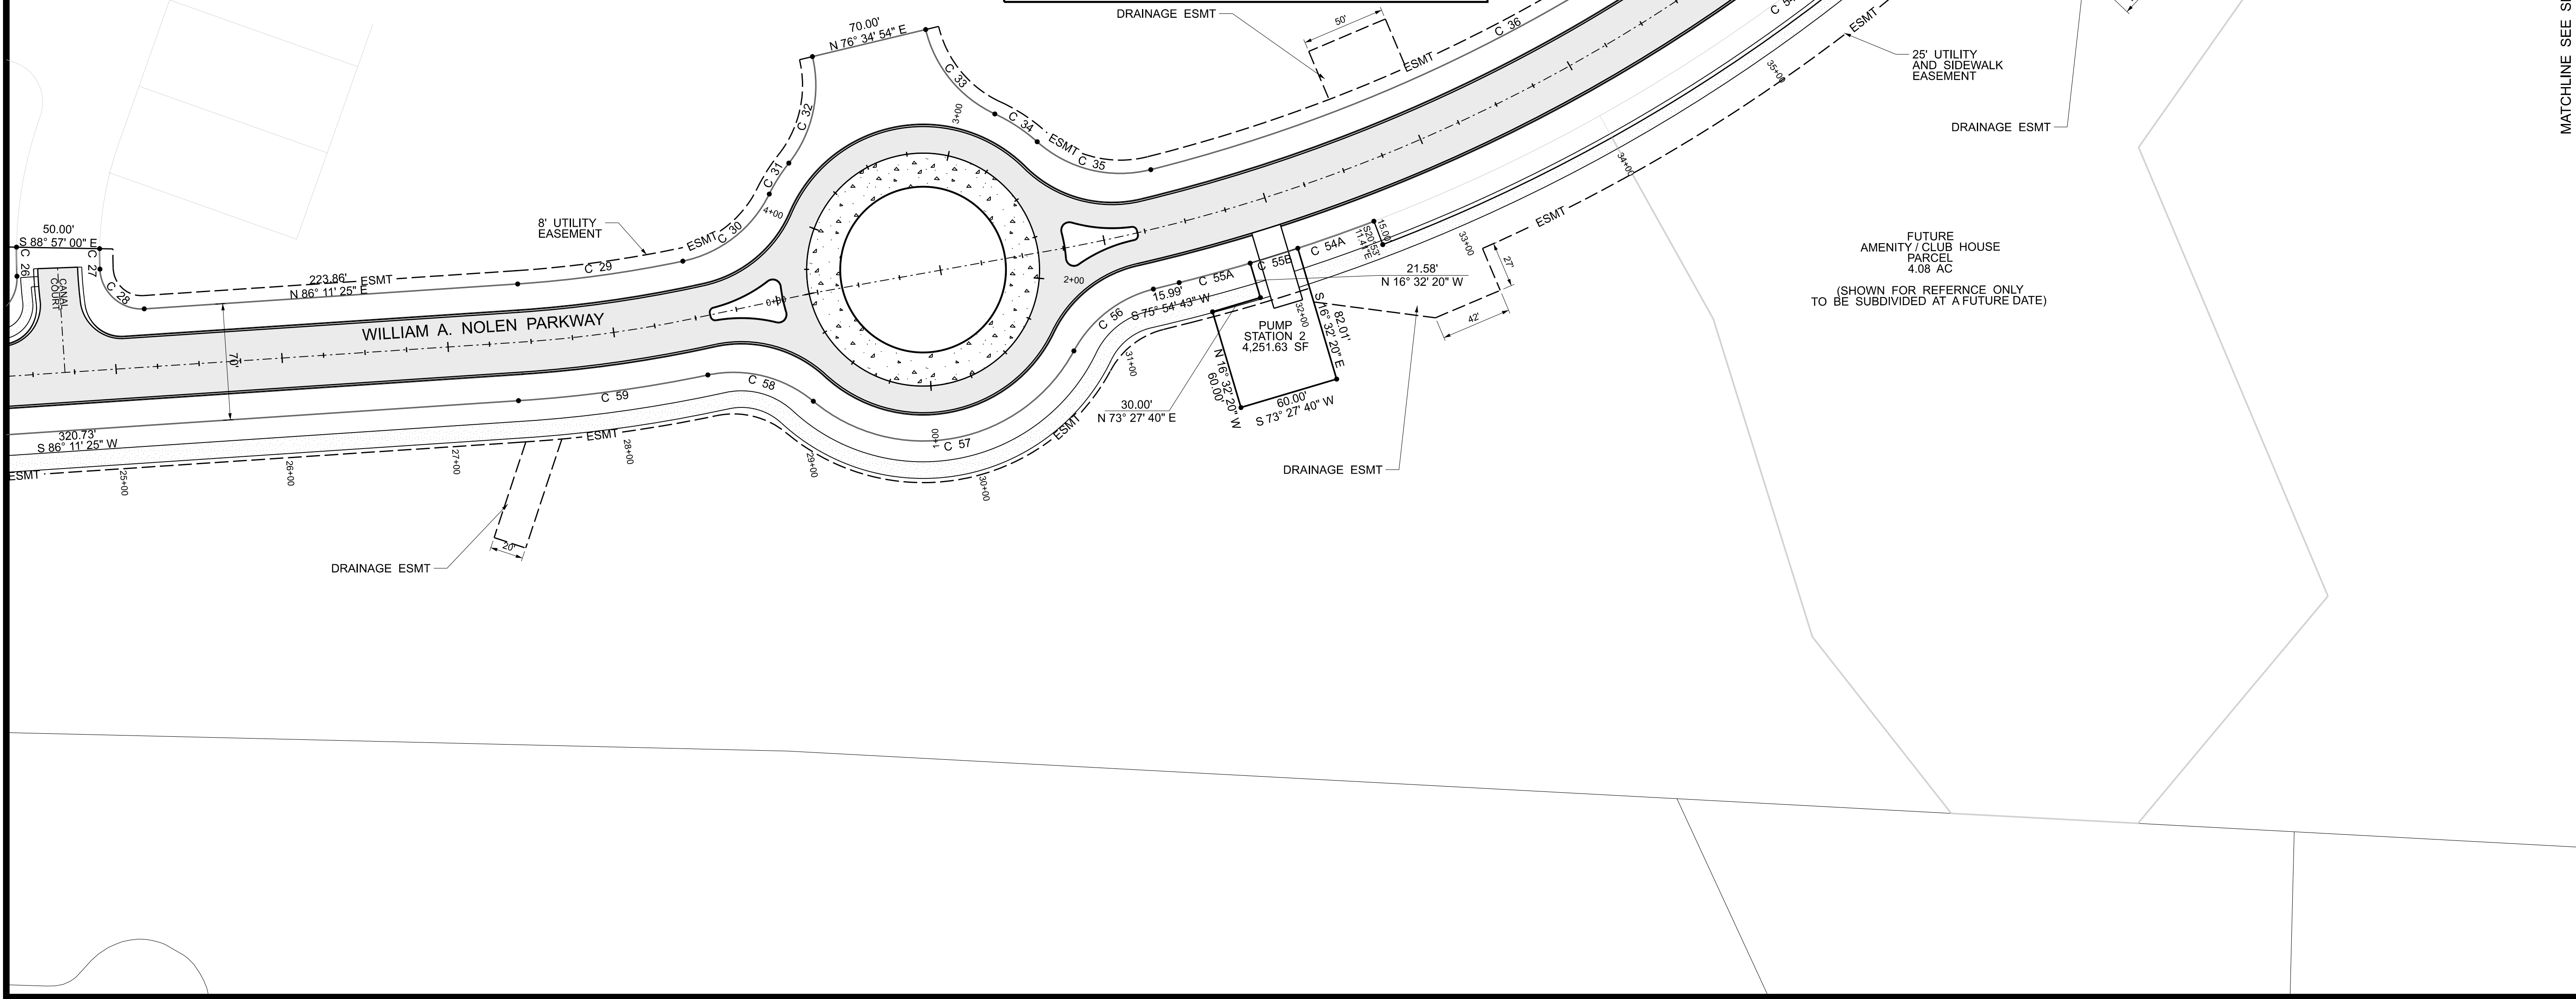 DRAINAGE ESMT
50'
C 36
ESMT
C 54
ESMT
25' UTILITY
AND SIDEWALK
EASEMENT
35+00
DRAINAGE ESMT
MATCHLINE SEE
70.00'
N 76° 34' 54" E
C 33
C 32
3+00
C 34
ESMT
C 35
C 31
4+00
C 30
ESMT
8' UTILITY
EASEMENT
C 29
34+00
ESMT
33+00
27'
42'
FUTURE
AMENITY / CLUB HOUSE
PARCEL
4.08 AC
(SHOWN FOR REFERNCE ONLY
TO BE SUBDIVIDED AT A FUTURE DATE)
50.00'
S 88° 57' 00" E
C 26
C 27
C 28
CANAL
COURT
223.86'
ESMT
N 86° 11' 25" E
WILLIAM A. NOLEN PARKWAY
70'
0+00
2+00
1+00
15.00'
C 54A
C 55B
C 55A
15.99'
S 75° 54' 43" W
C 56
21.58'
N 16° 32' 20" W
82.01'
S 16° 32' 20" E
32+00
PUMP
STATION 2
4,251.63 SF
N 16° 32' 20" W
60.00'
60.00'
S 73° 27' 40" W
30.00'
N 73° 27' 40" E
31+00
ESMT
C 57
C 58
C 59
320.73'
S 86° 11' 25" W
ESMT
ESMT
25+00
26+00
27+00
28+00
29+00
30+00
DRAINAGE ESMT
20'
DRAINAGE ESMT